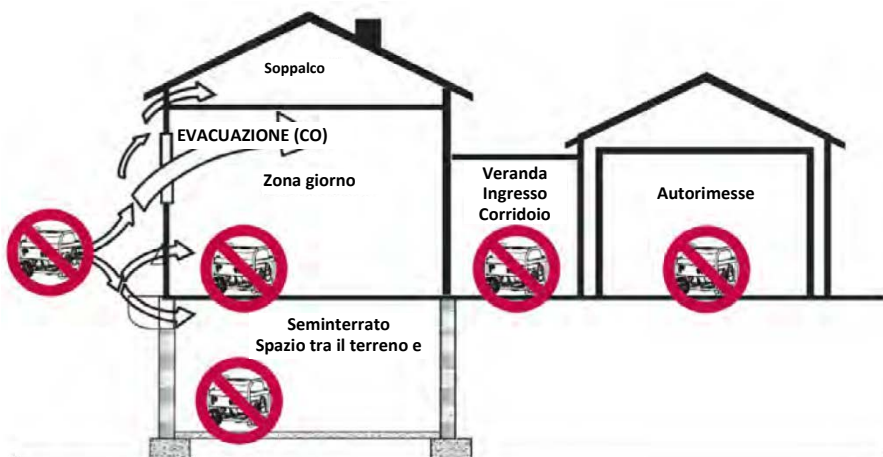 Soppalco
EVACUAZIONE (CO)
Zona giorno
Veranda
Ingresso
Corridoio
Autorimesse
Seminterrato
Spazio tra il terreno e